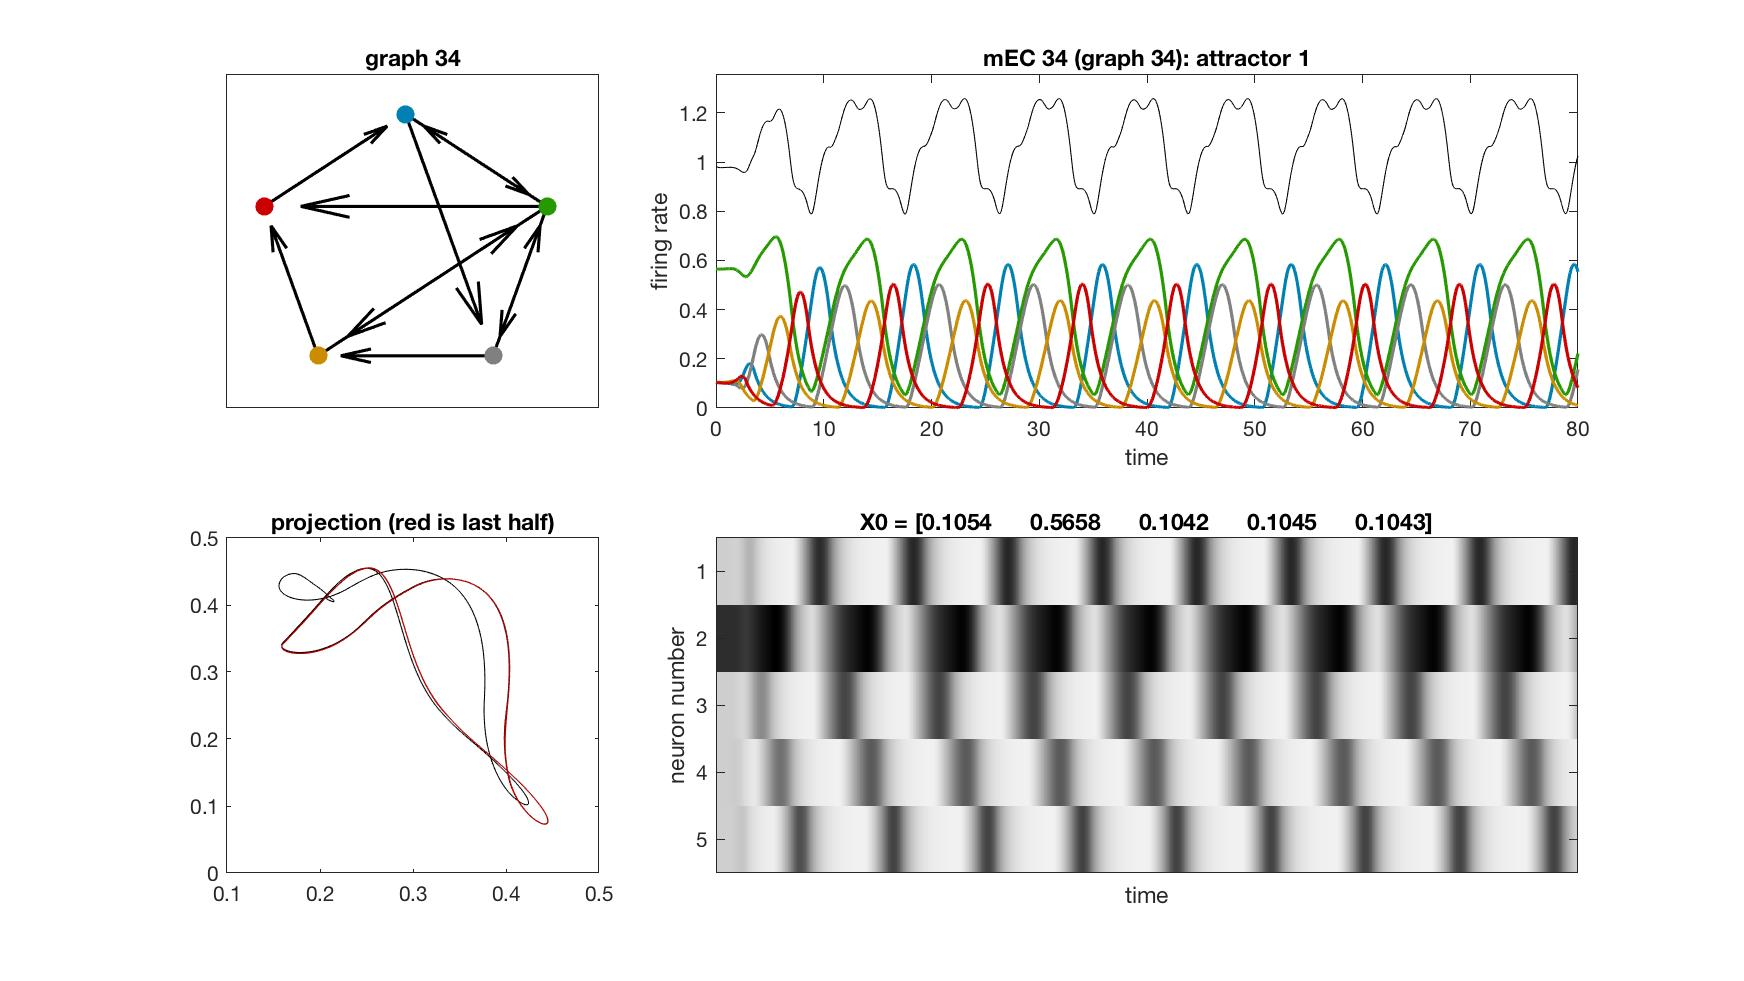 graph 34
mEC 34 (graph 34): attractor 1
1.2
1
0.8
0.6
0.4
0.2
0
firing rate
0 10 20 30 40 50 60 70 80
time
projection (red is last half)
0.5
0.4
0.3
0.2
0.1
0
0.1 0.2 0.3 0.4 0.5
X0 = [0.1054 0.5658 0.1042 0.1045 0.1043]
1
2
3
4
5
neuron number
time